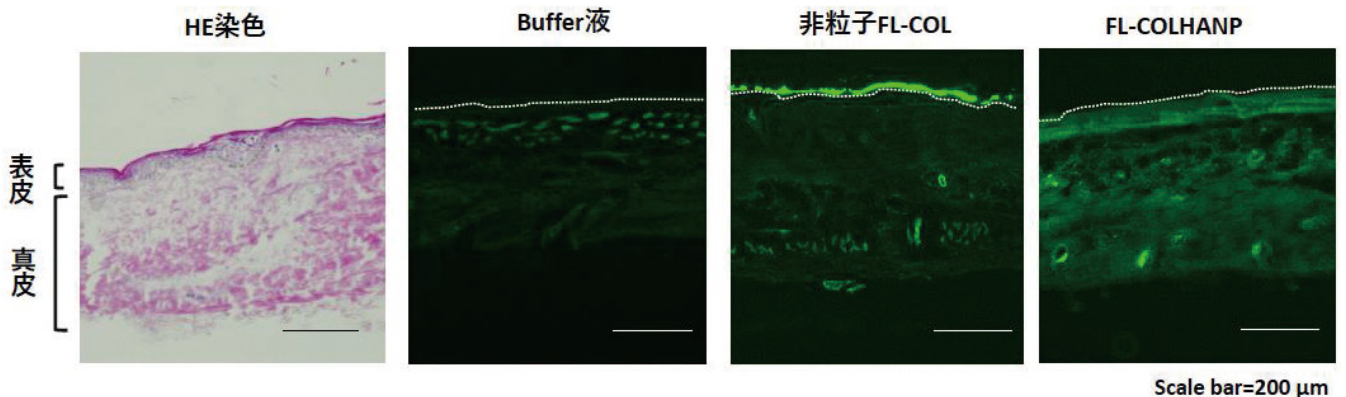 HE染色
Buffer液
非粒子FL-COL
FL-COLHANP
表皮
真皮
Scale bar=200 μm